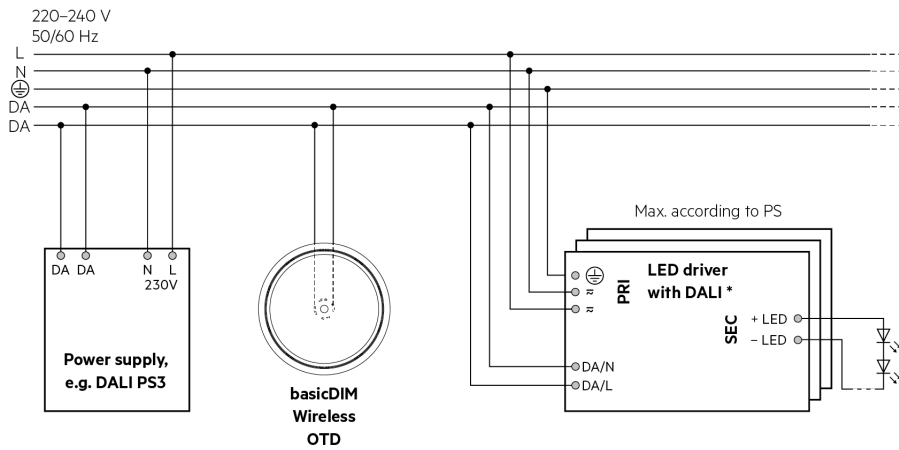 220–240 V
50/60 Hz
L
N
DA
DA
Max. according to PS
DA DA N L
230V
Power supply,
e.g. DALI PS3
basicDIM
Wireless
OTD
PRI
LED driver
with DALI *
≂
≂
SEC
+ LED
– LED
DA/N
DA/L